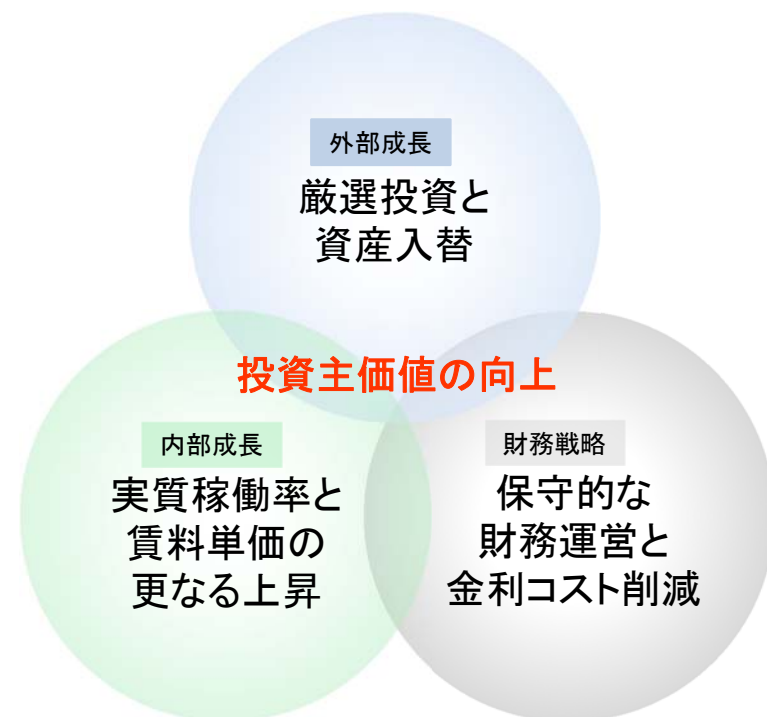 外部成長
厳選投資と
資産入替
投資主価値の向上
内部成長
実質稼働率と
賃料単価の
更なる上昇
財務戦略
保守的な
財務運営と
金利コスト削減